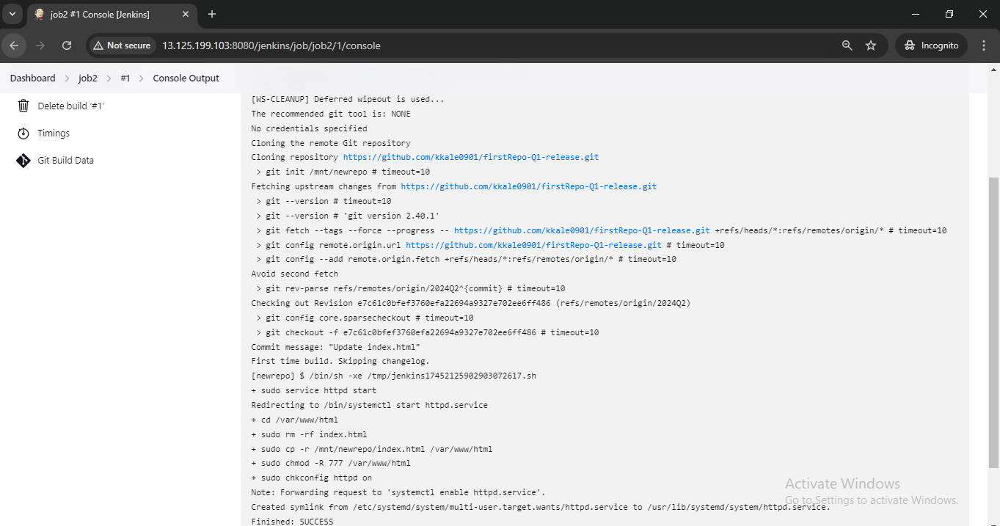 job2 #1 Console [Jenkins]
Not secure 13.125.199.103:8080/jenkins/job/job2/1/console Incognito
Dashboard > job2 > #1 > Console Output
Delete build '#1'
Timings
Git Build Data
[WS-CLEANUP] Deferred wipeout is used...
The recommended git tool is: NONE
No credentials specified
Cloning the remote Git repository
Cloning repository https://github.com/kkale0901/firstRepo-Q1-release.git
> git init /mnt/newrepo # timeout=10
Fetching upstream changes from https://github.com/kkale0901/firstRepo-Q1-release.git
> git --version # timeout=10
> git --version # 'git version 2.40.1'
> git fetch --tags --force --progress -- https://github.com/kkale0901/firstRepo-Q1-release.git +refs/heads/*:refs/remotes/origin/* # timeout=10
> git config remote.origin.url https://github.com/kkale0901/firstRepo-Q1-release.git # timeout=10
> git config --add remote.origin.fetch +refs/heads/*:refs/remotes/origin/* # timeout=10
Avoid second fetch
> git rev-parse refs/remotes/origin/2024Q2^{commit} # timeout=10
Checking out Revision e7c61c0bfef3760efa22694a9327e702ee6ff486 (refs/remotes/origin/2024Q2)
> git config core.sparsecheckout # timeout=10
> git checkout -f e7c61c0bfef3760efa22694a9327e702ee6ff486 # timeout=10
Commit message: "Update index.html"
First time build. Skipping changelog.
[newrepo] $ /bin/sh -xe /tmp/jenkins17452125902903072617.sh
+ sudo service httpd start
Redirecting to /bin/systemctl start httpd.service
+ cd /var/www/html
+ sudo rm -rf index.html
+ sudo cp -r /mnt/newrepo/index.html /var/www/html
+ sudo chmod -R 777 /var/www/html
+ sudo chkconfig httpd on
Note: Forwarding request to 'systemctl enable httpd.service'.
Created symlink from /etc/systemd/system/multi-user.target.wants/httpd.service to /usr/lib/systemd/system/httpd.service.
Finished: SUCCESS
Activate Windows
Go to Settings to activate Windows.